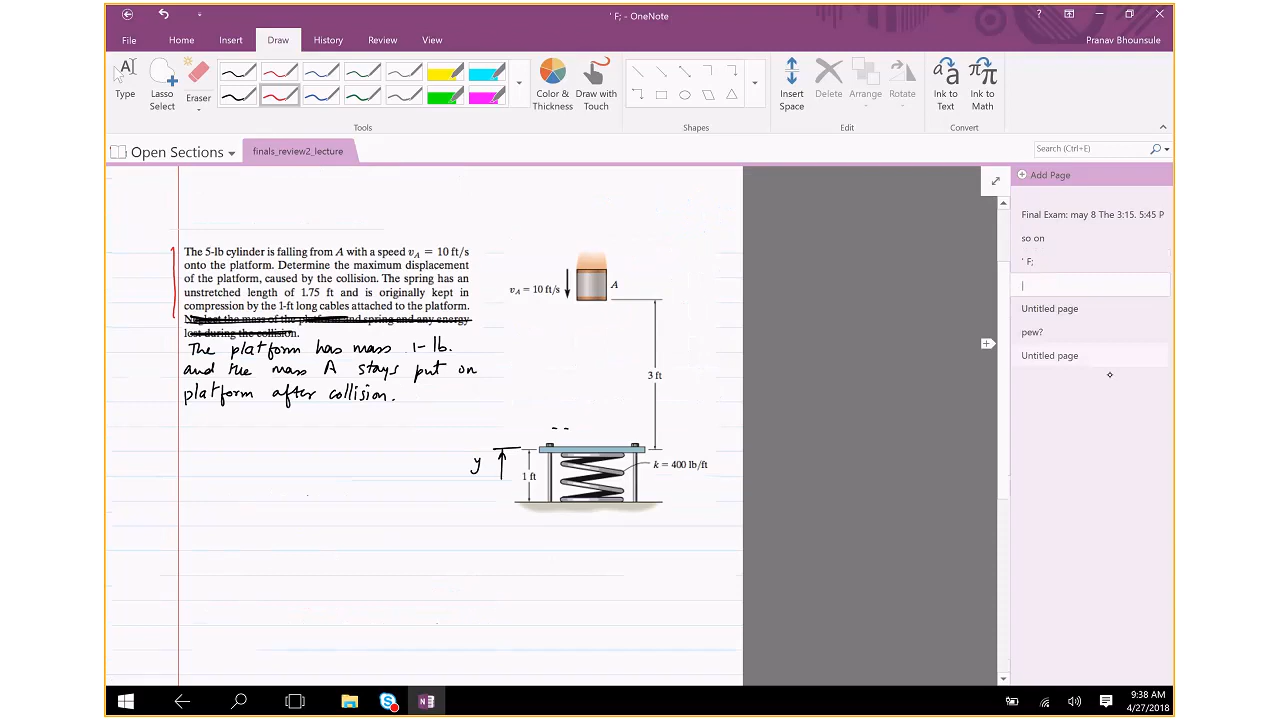 ' F; - OneNote
?
File
Home
Insert
Draw
History
Review
View
Pranav Bhounsule
Type
Lasso
Select
Eraser
Color &
Thickness
Draw with
Touch
Insert
Space
Delete
Arrange
Rotate
Ink to
Text
Ink to
Math
Tools
Shapes
Edit
Convert
Open Sections
finals_review2_lecture
Search (Ctrl+E)
Add Page
Final Exam: may 8 The 3:15. 5:45 P
so on
' F;
Untitled page
pew?
Untitled page
The 5-lb cylinder is falling from A with a speed vA = 10 ft/s
onto the platform. Determine the maximum displacement
of the platform, caused by the collision. The spring has an
unstretched length of 1.75 ft and is originally kept in
compression by the 1-ft long cables attached to the platform.
Neglect the mass of the platform and spring and any energy
lost during the collision.
The platform has mass 1-lb.
and the mass A stays put on
platform after collision.
vA = 10 ft/s
A
3 ft
y
1 ft
k = 400 lb/ft
9:38 AM
4/27/2018